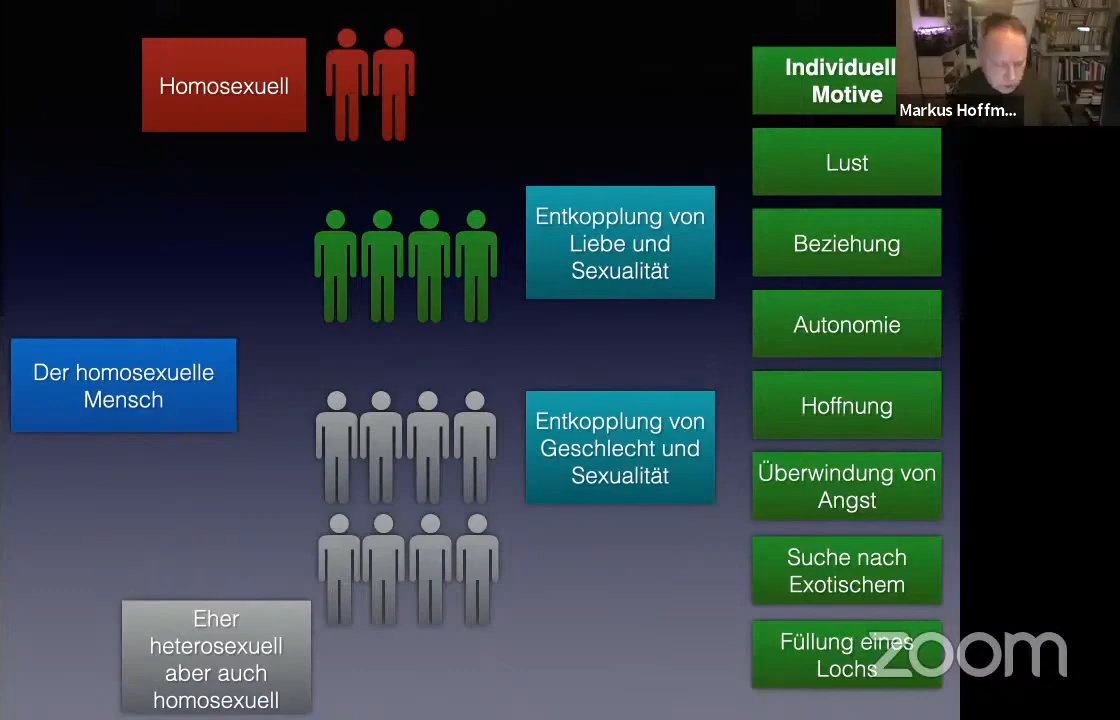 Homosexuell
Individuell
Motive
Markus Hoffm...
Lust
Entkopplung von
Liebe und
Sexualität
Beziehung
Autonomie
Der homosexuelle
Mensch
Hoffnung
Entkopplung von
Geschlecht und
Sexualität
Überwindung von
Angst
Suche nach
Exotischem
Eher
heterosexuell
aber auch
homosexuell
Füllung eines
Lochs
zoom